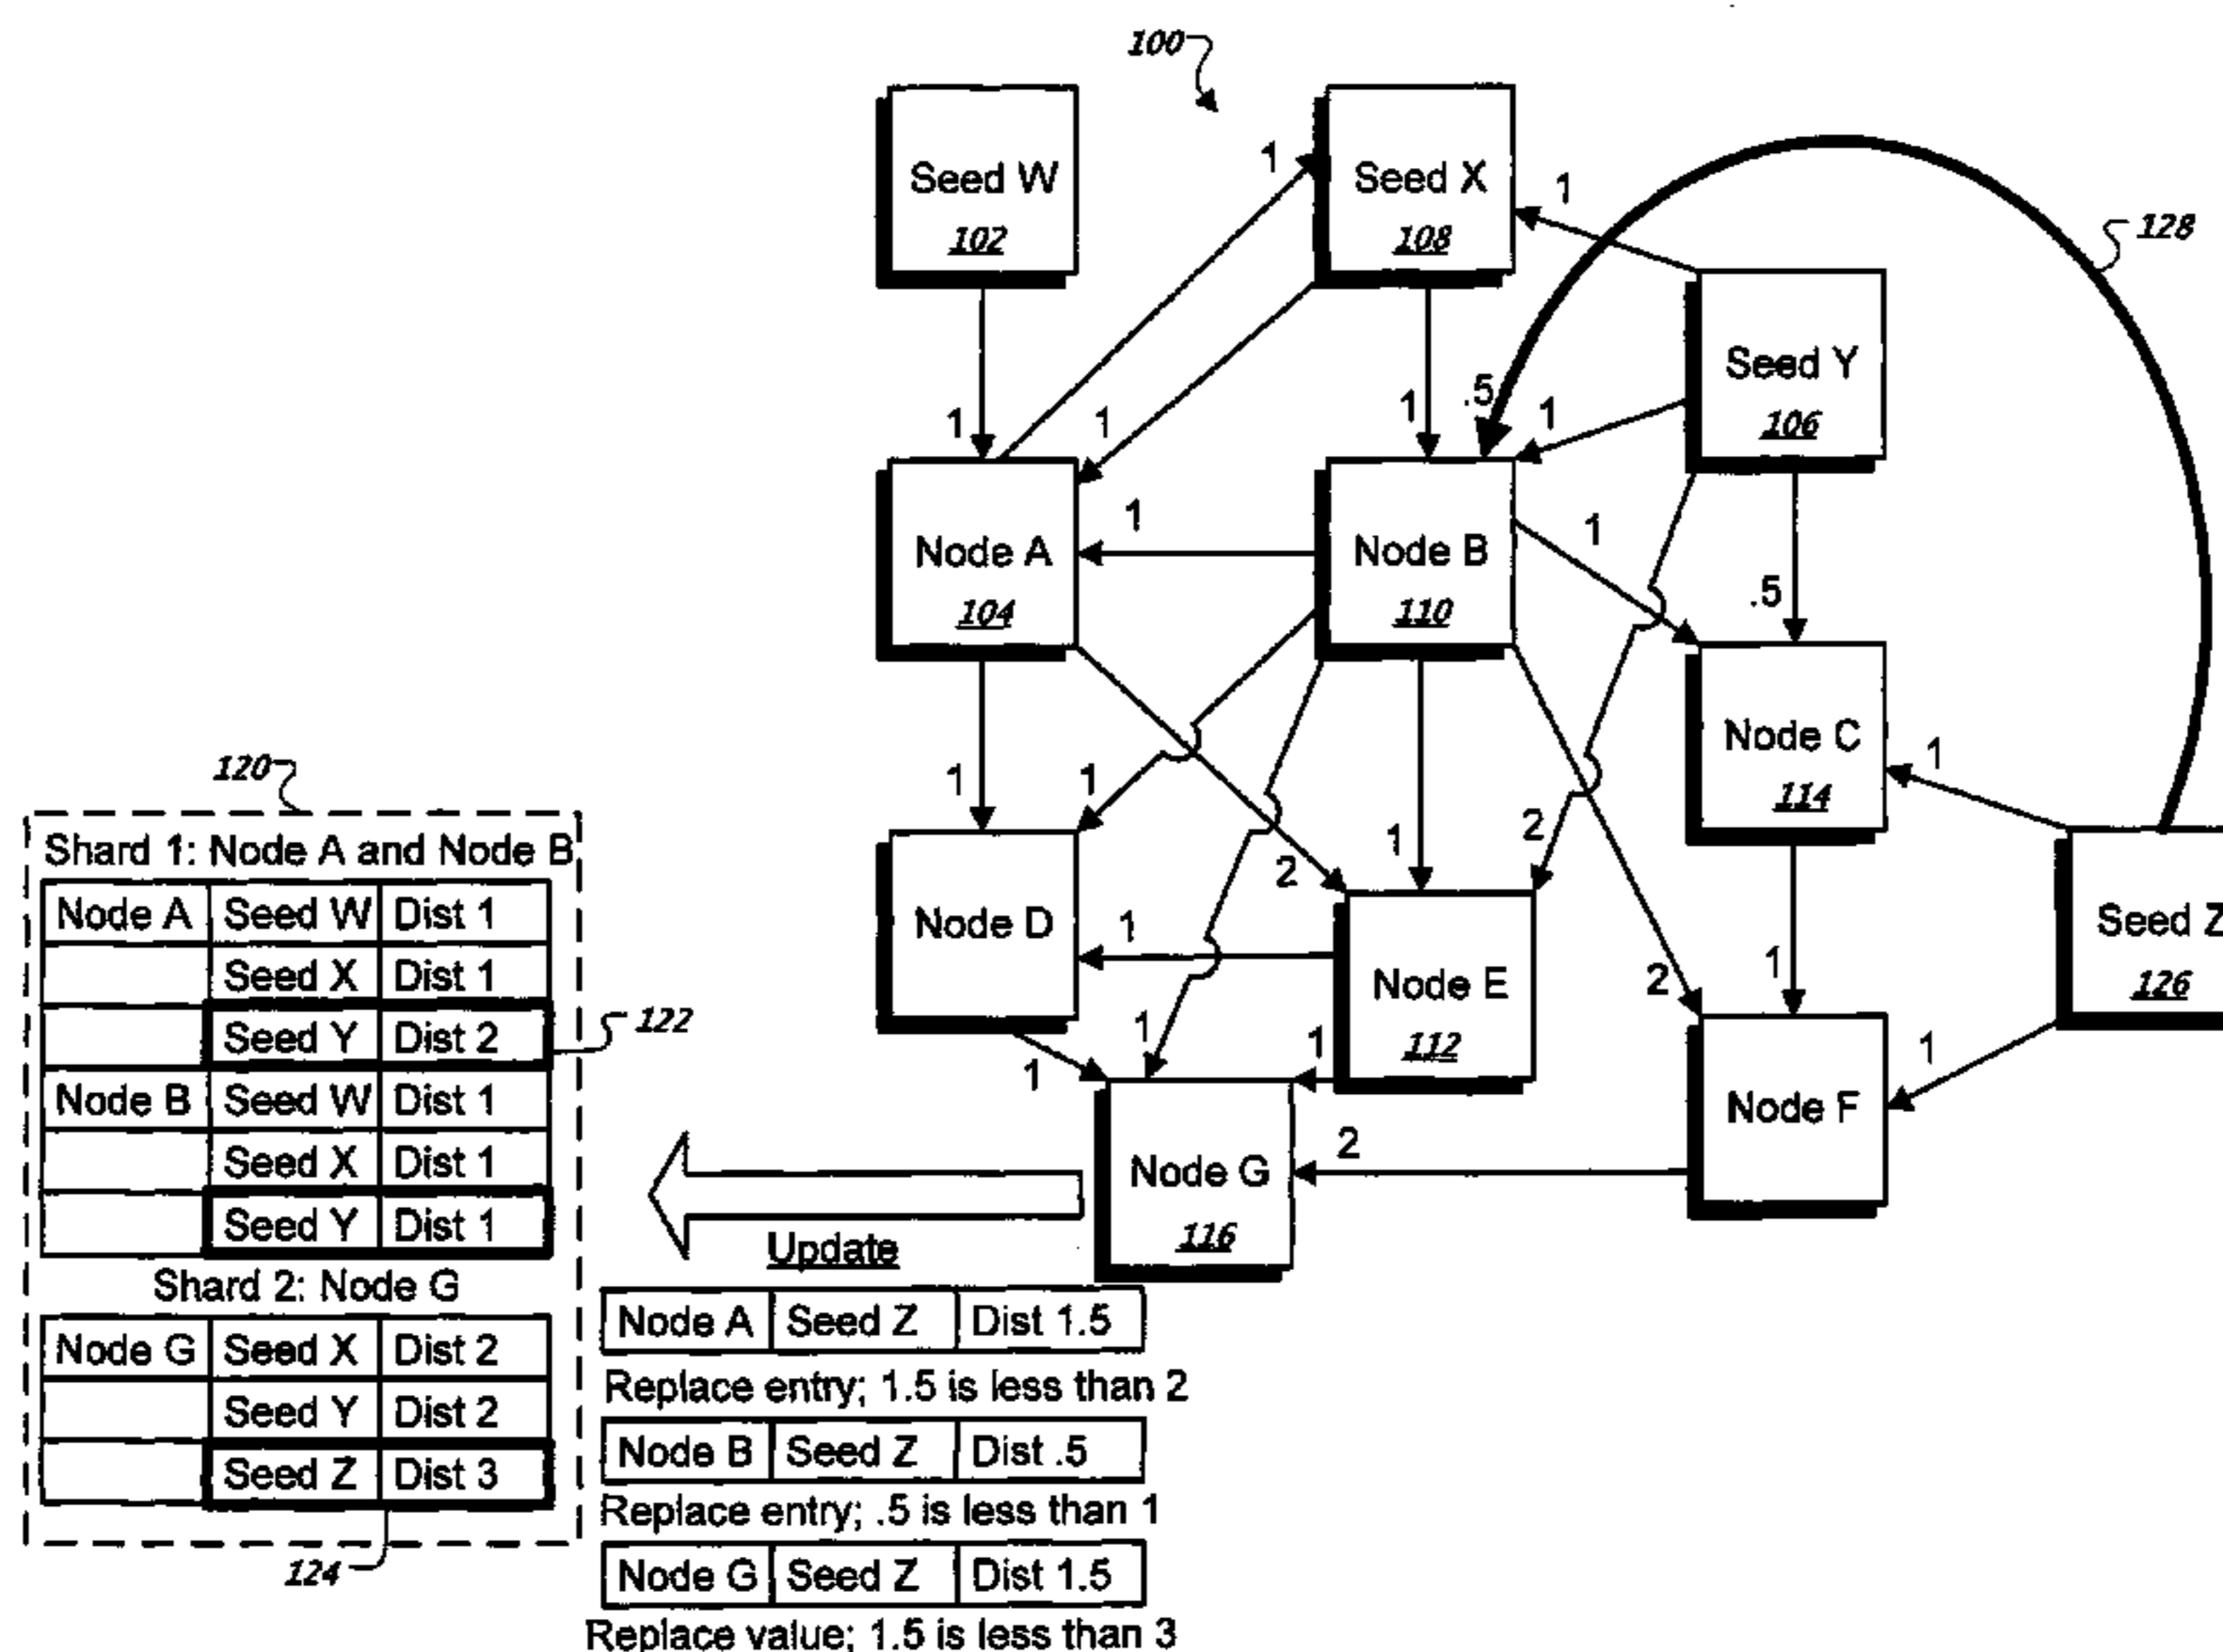 100
Seed W
102
Seed X
108
Seed Y
106
128
1
1
1
1
1
.5
1
1
1
.5
Node A
104
Node B
110
Node C
114
1
1
1
2
1
2
2
1
1
Node D
Node E
112
Node F
Seed Z
126
1
1
1
1
1
2
Node G
116
120
Shard 1: Node A and Node B
Node A Seed W Dist 1
Seed X Dist 1
Seed Y Dist 2
122
Node B Seed W Dist 1
Seed X Dist 1
Seed Y Dist 1
Shard 2: Node G
Node G Seed X Dist 2
Seed Y Dist 2
Seed Z Dist 3
124
Update
Node A Seed Z Dist 1.5
Replace entry; 1.5 is less than 2
Node B Seed Z Dist .5
Replace entry; .5 is less than 1
Node G Seed Z Dist 1.5
Replace value; 1.5 is less than 3